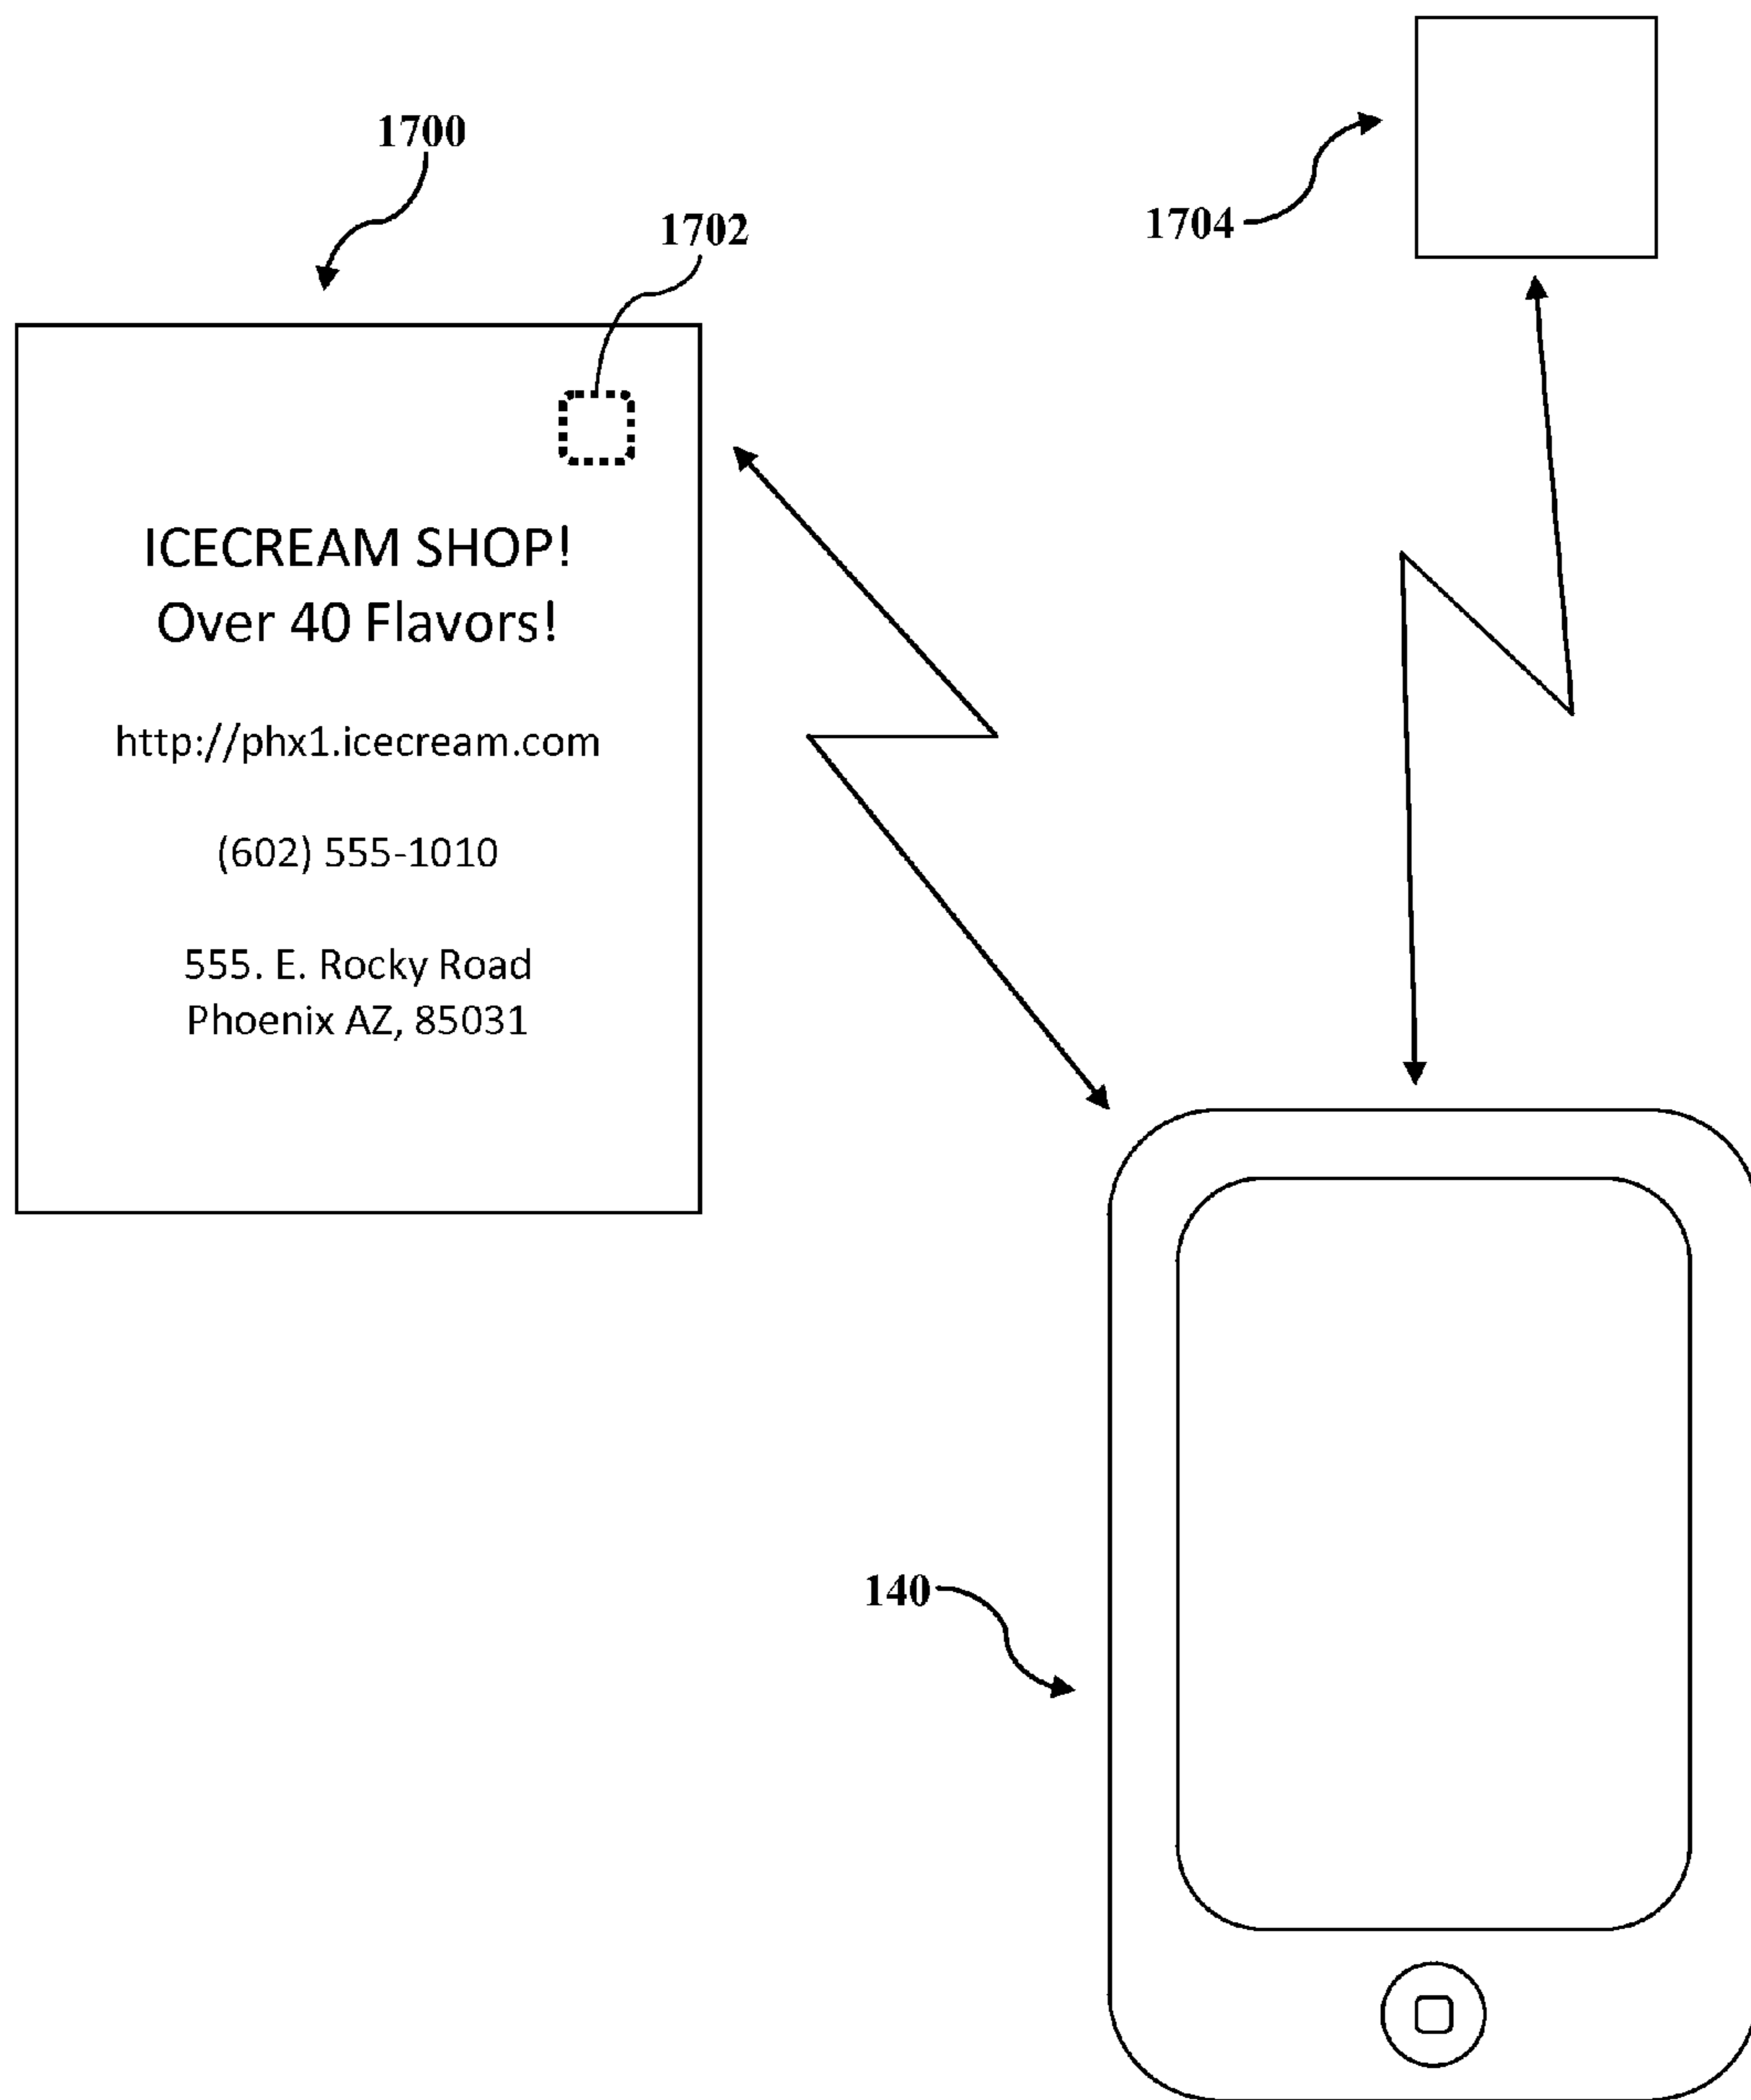 1700
1702
1704
ICECREAM SHOP!
Over 40 Flavors!
http://phx1.icecream.com
(602) 555-1010
555. E. Rocky Road
Phoenix AZ, 85031
140